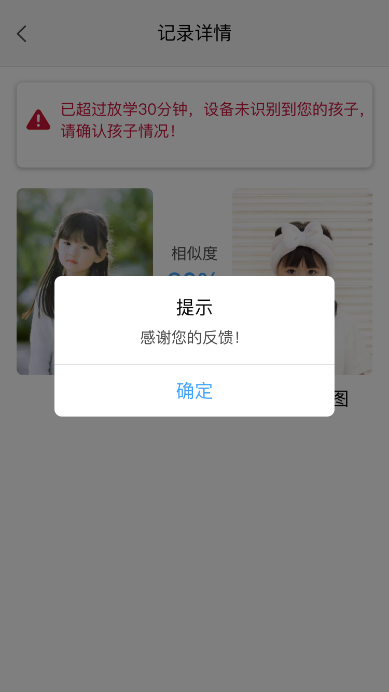 记录详情
已超过放学30分钟，设备未识别到您的孩子，
请确认孩子情况！
相似度
提示
感谢您的反馈！
确定
图